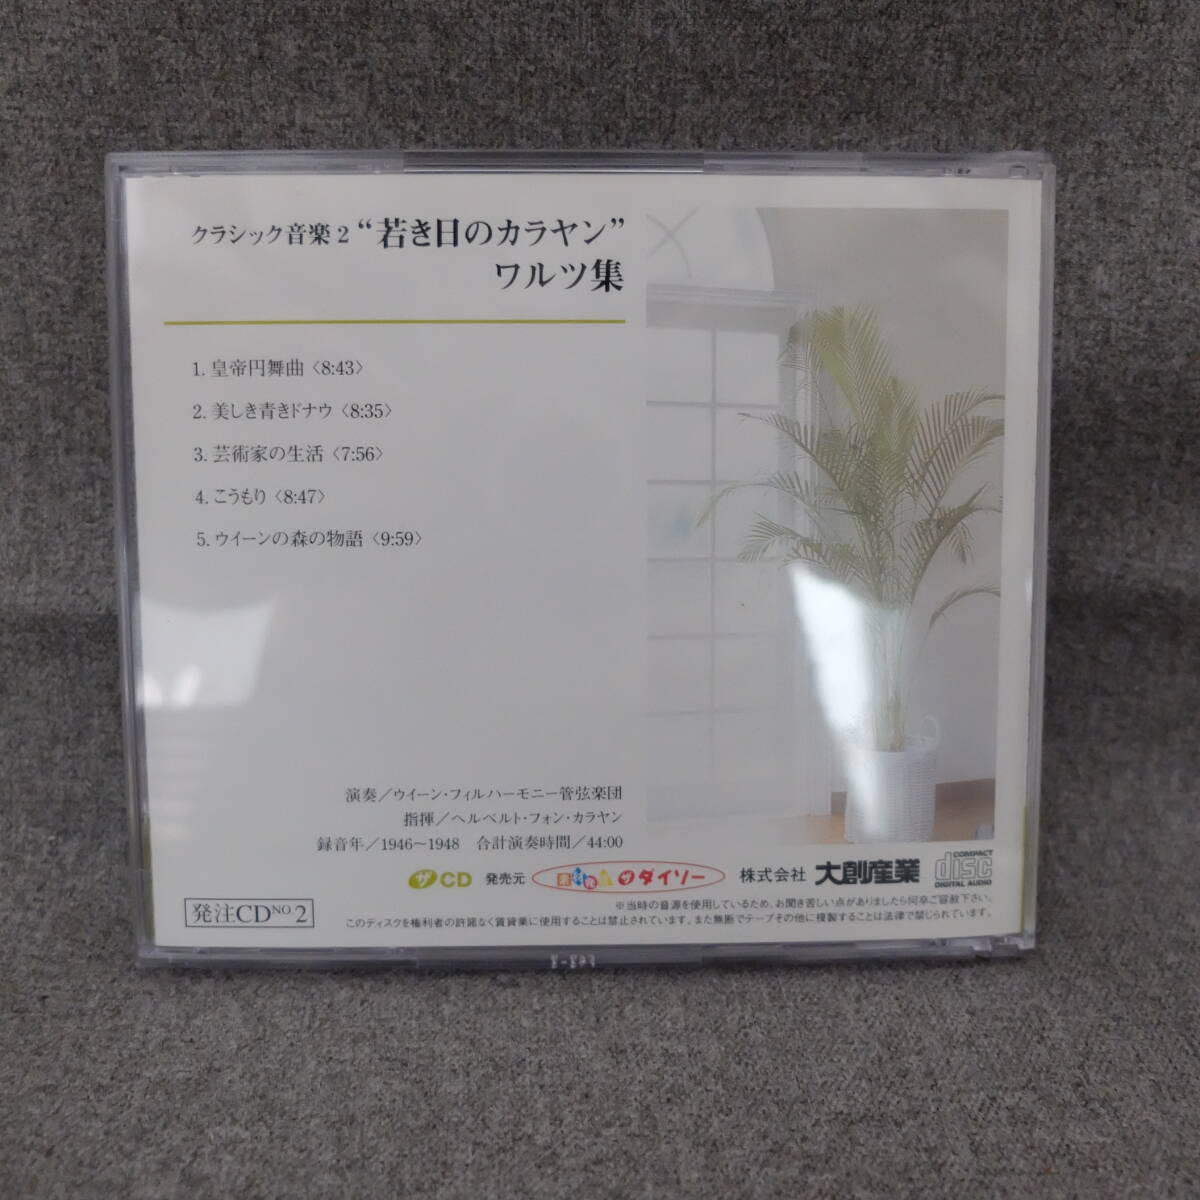 クラシック音楽 2 “若き日のカラヤン”
ワルツ集
1. 皇帝円舞曲〈8:43〉
2. 美しき青きドナウ〈8:35〉
3. 芸術家の生活〈7:56〉
4. こうもり〈8:47〉
5. ウイーンの森の物語〈9:59〉
演奏／ウイーン・フィルハーモニー管弦楽団
指揮／ヘルベルト・フォン・カラヤン
録音年／1946～1948 合計演奏時間／44:00
ザ CD 発売元 ザ ダイソー 株式会社 大創産業 COMPACT disc DIGITAL AUDIO
※当時の音源を使用しているため、お聞き苦しい点がありましたら何卒ご容赦下さい。
発注CD NO. 2
このディスクを権利者の許諾なく賃貸業に使用することは禁止されています。また無断でテープその他に複製することは法律で禁じられています。